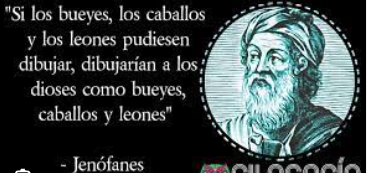 "Si los bueyes, los caballos
y los leones pudiesen
dibujar, dibujarían a los
dioses como bueyes,
caballos y leones"
- Jenófanes